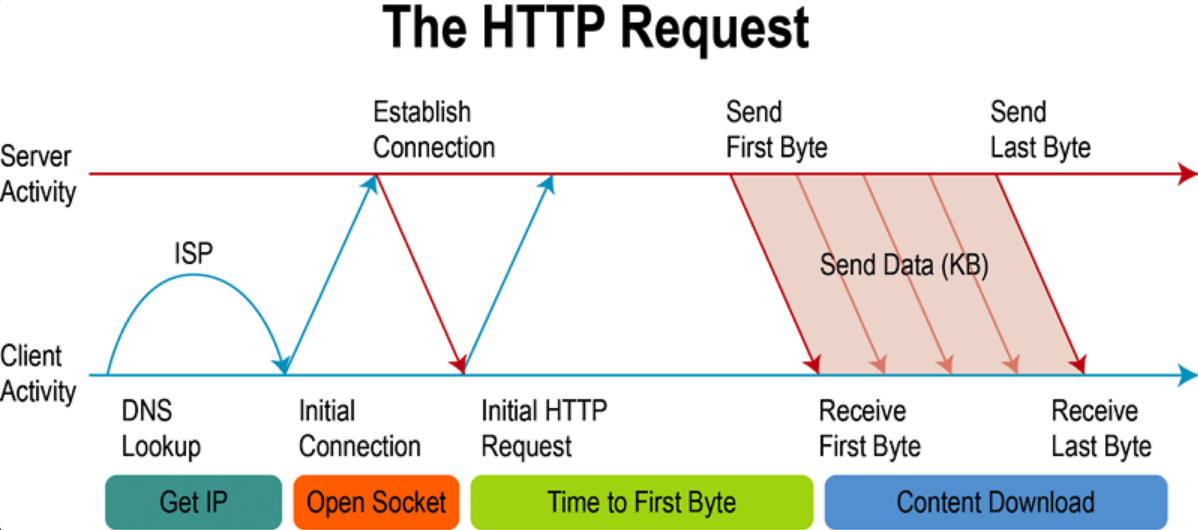 The HTTP Request
Establish
Connection
Send
First Byte
Send
Last Byte
Server
Activity
ISP
Send Data (KB)
Client
Activity
DNS
Lookup
Initial
Connection
Initial HTTP
Request
Receive
First Byte
Receive
Last Byte
Get IP
Open Socket
Time to First Byte
Content Download